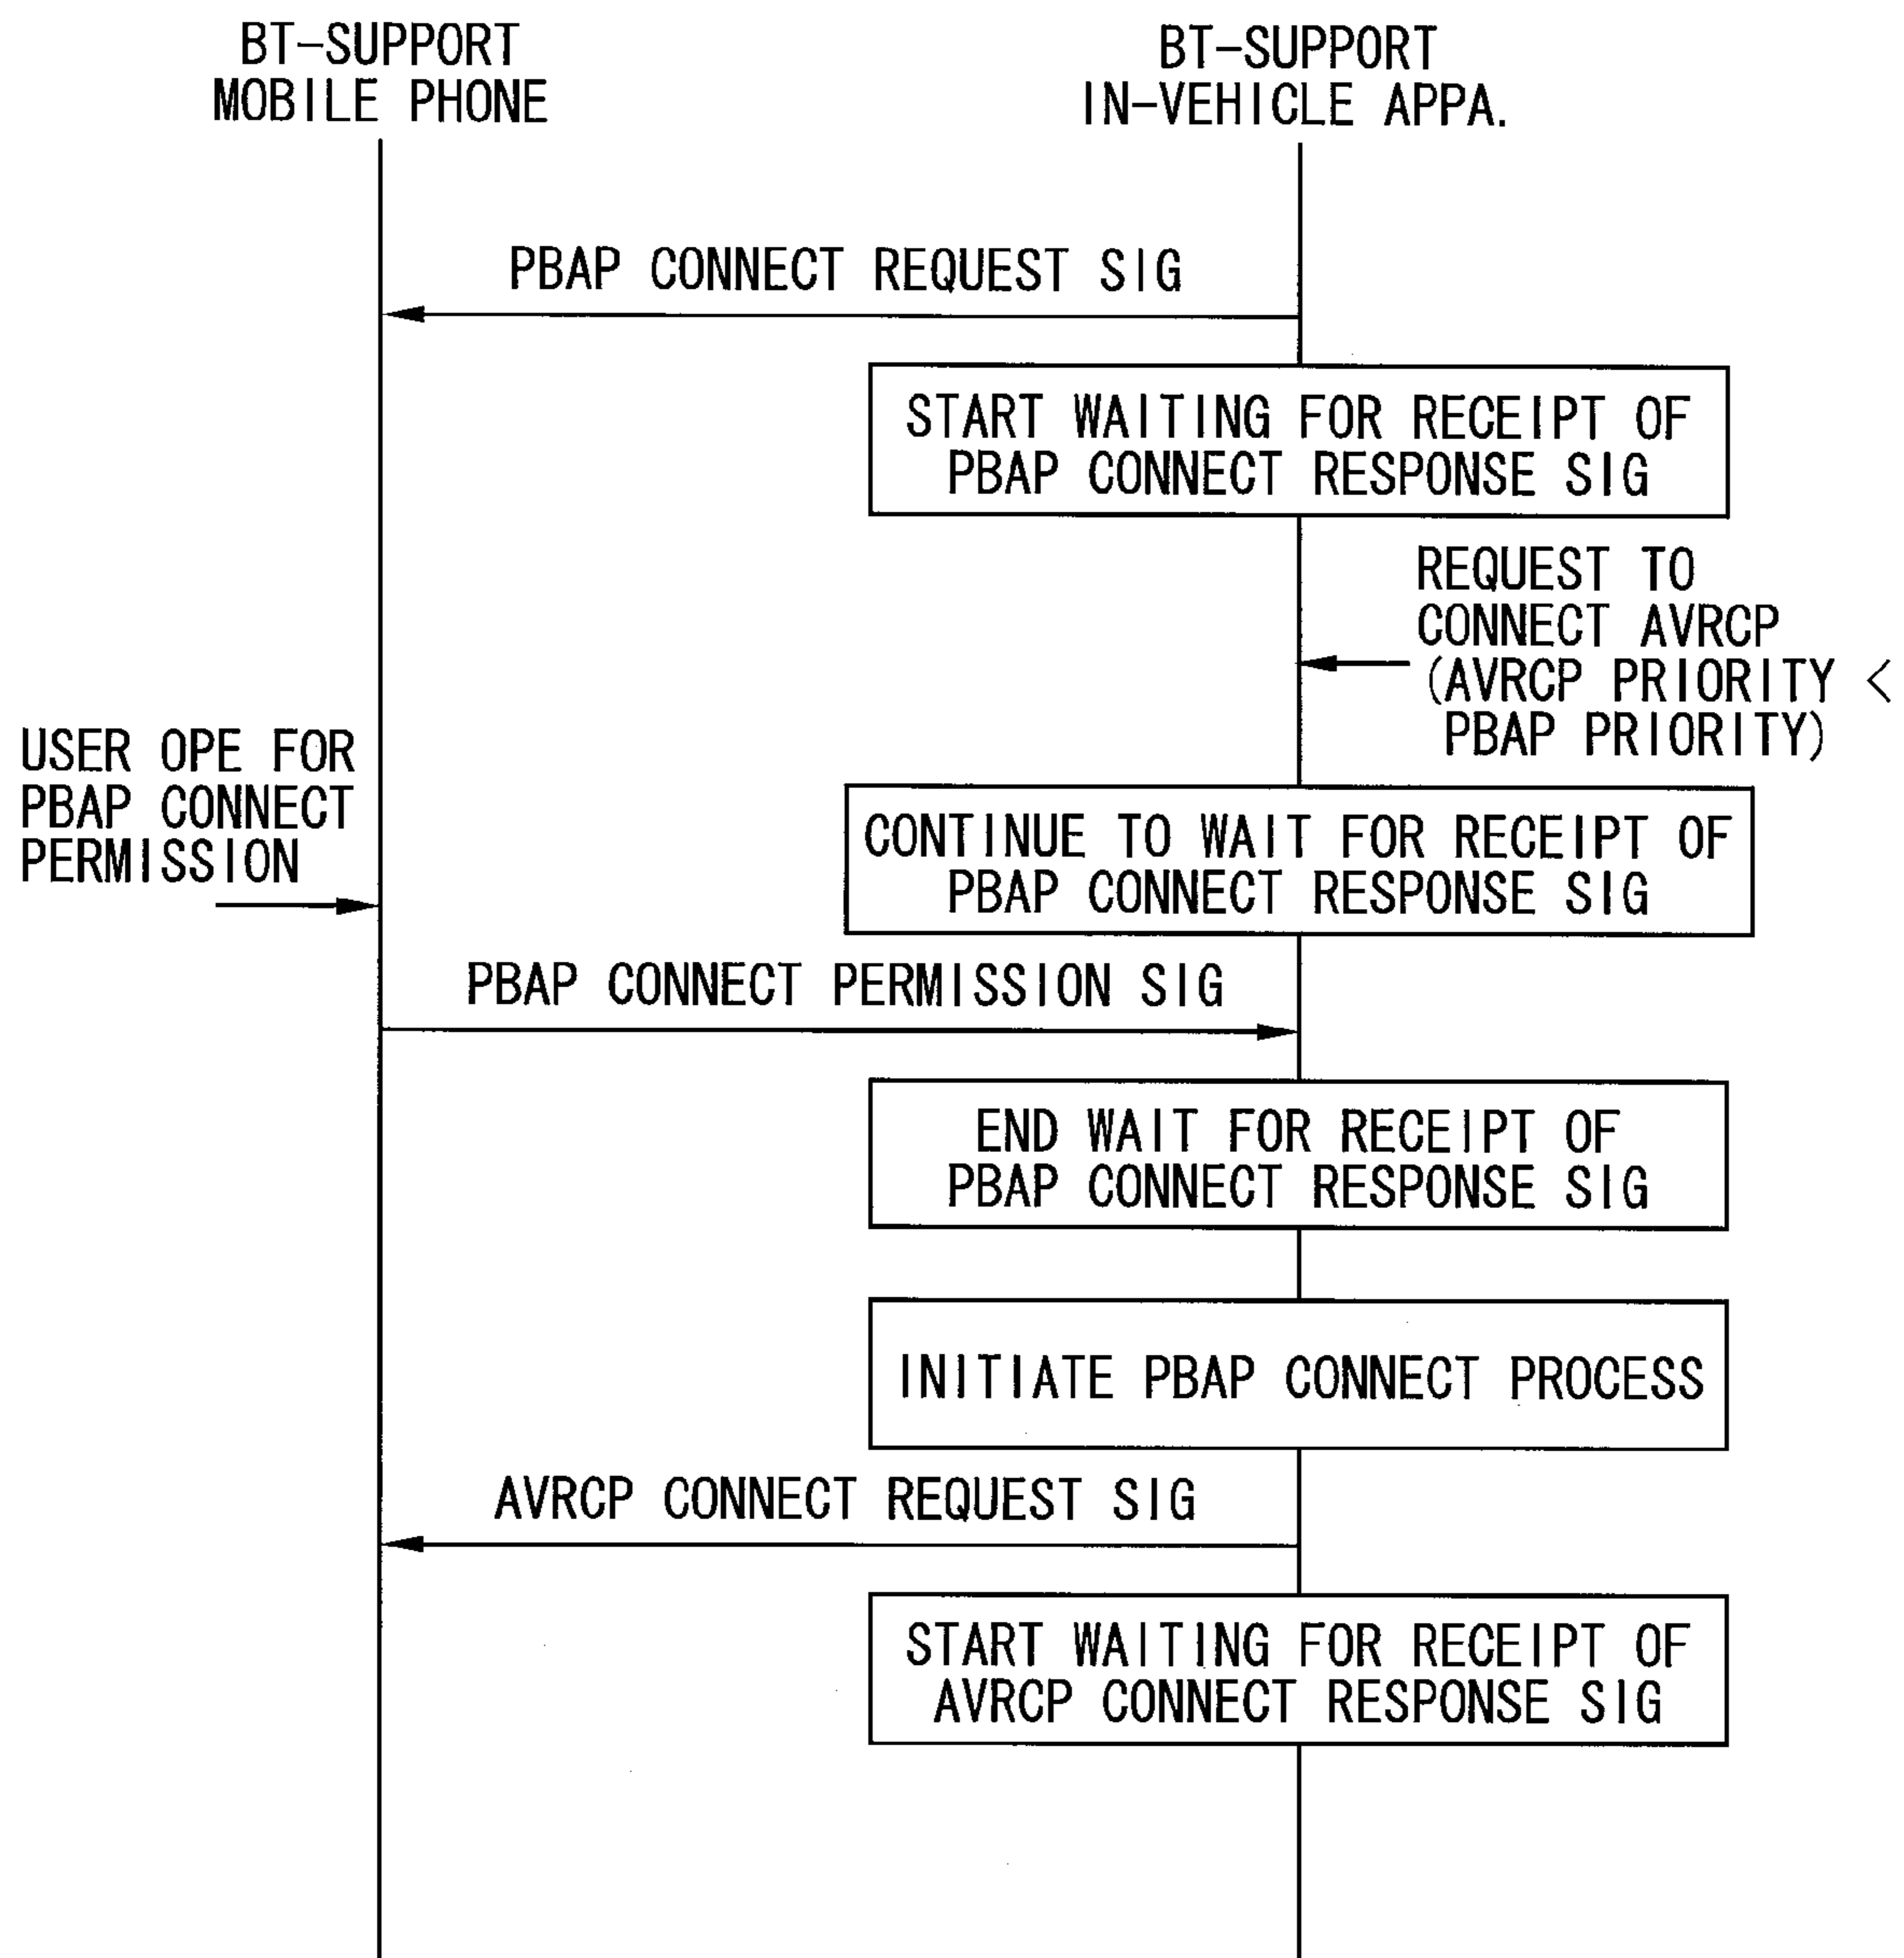 BT-SUPPORT
MOBILE PHONE
BT-SUPPORT
IN-VEHICLE APPA.
PBAP CONNECT REQUEST SIG
START WAITING FOR RECEIPT OF
PBAP CONNECT RESPONSE SIG
REQUEST TO
CONNECT AVRCP
(AVRCP PRIORITY <
PBAP PRIORITY)
USER OPE FOR
PBAP CONNECT
PERMISSION
CONTINUE TO WAIT FOR RECEIPT OF
PBAP CONNECT RESPONSE SIG
PBAP CONNECT PERMISSION SIG
END WAIT FOR RECEIPT OF
PBAP CONNECT RESPONSE SIG
INITIATE PBAP CONNECT PROCESS
AVRCP CONNECT REQUEST SIG
START WAITING FOR RECEIPT OF
AVRCP CONNECT RESPONSE SIG